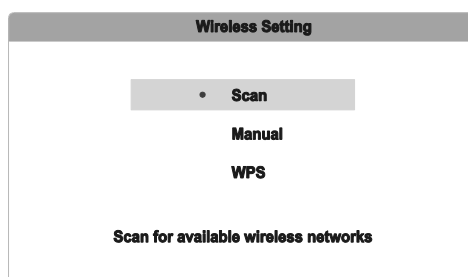 Wireless Setting
Scan
Manual
WPS
Scan for available wireless networks